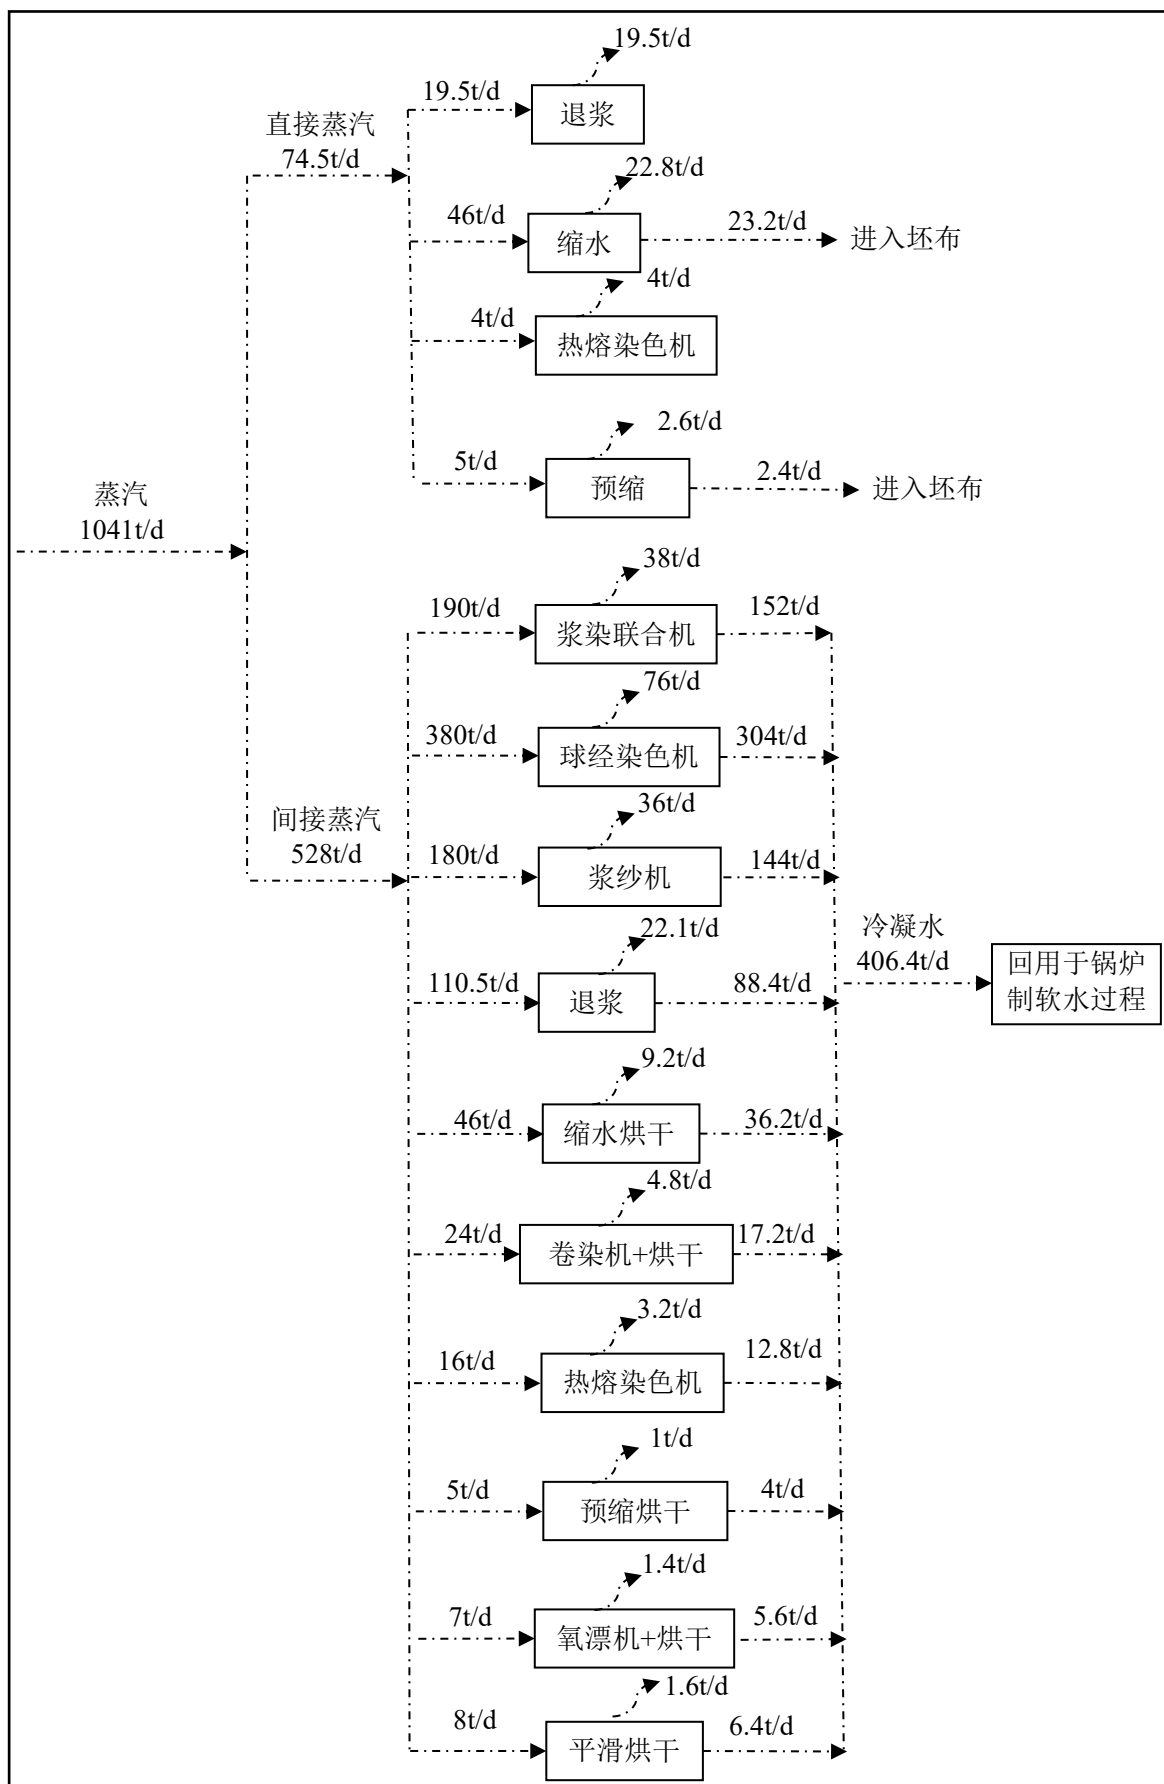 19.5t/d
19.5t/d
退浆
直接蒸汽
74.5t/d
22.8t/d
46t/d
缩水
23.2t/d
进入坯布
4t/d
4t/d
热熔染色机
2.6t/d
5t/d
预缩
2.4t/d
进入坯布
蒸汽
1041t/d
38t/d
190t/d
浆染联合机
152t/d
76t/d
380t/d
球经染色机
304t/d
间接蒸汽
528t/d
36t/d
180t/d
浆纱机
144t/d
22.1t/d
110.5t/d
退浆
88.4t/d
冷凝水
406.4t/d
回用于锅炉
制软水过程
9.2t/d
46t/d
缩水烘干
36.2t/d
4.8t/d
24t/d
卷染机+烘干
17.2t/d
3.2t/d
16t/d
热熔染色机
12.8t/d
1t/d
5t/d
预缩烘干
4t/d
1.4t/d
7t/d
氧漂机+烘干
5.6t/d
1.6t/d
8t/d
平滑烘干
6.4t/d